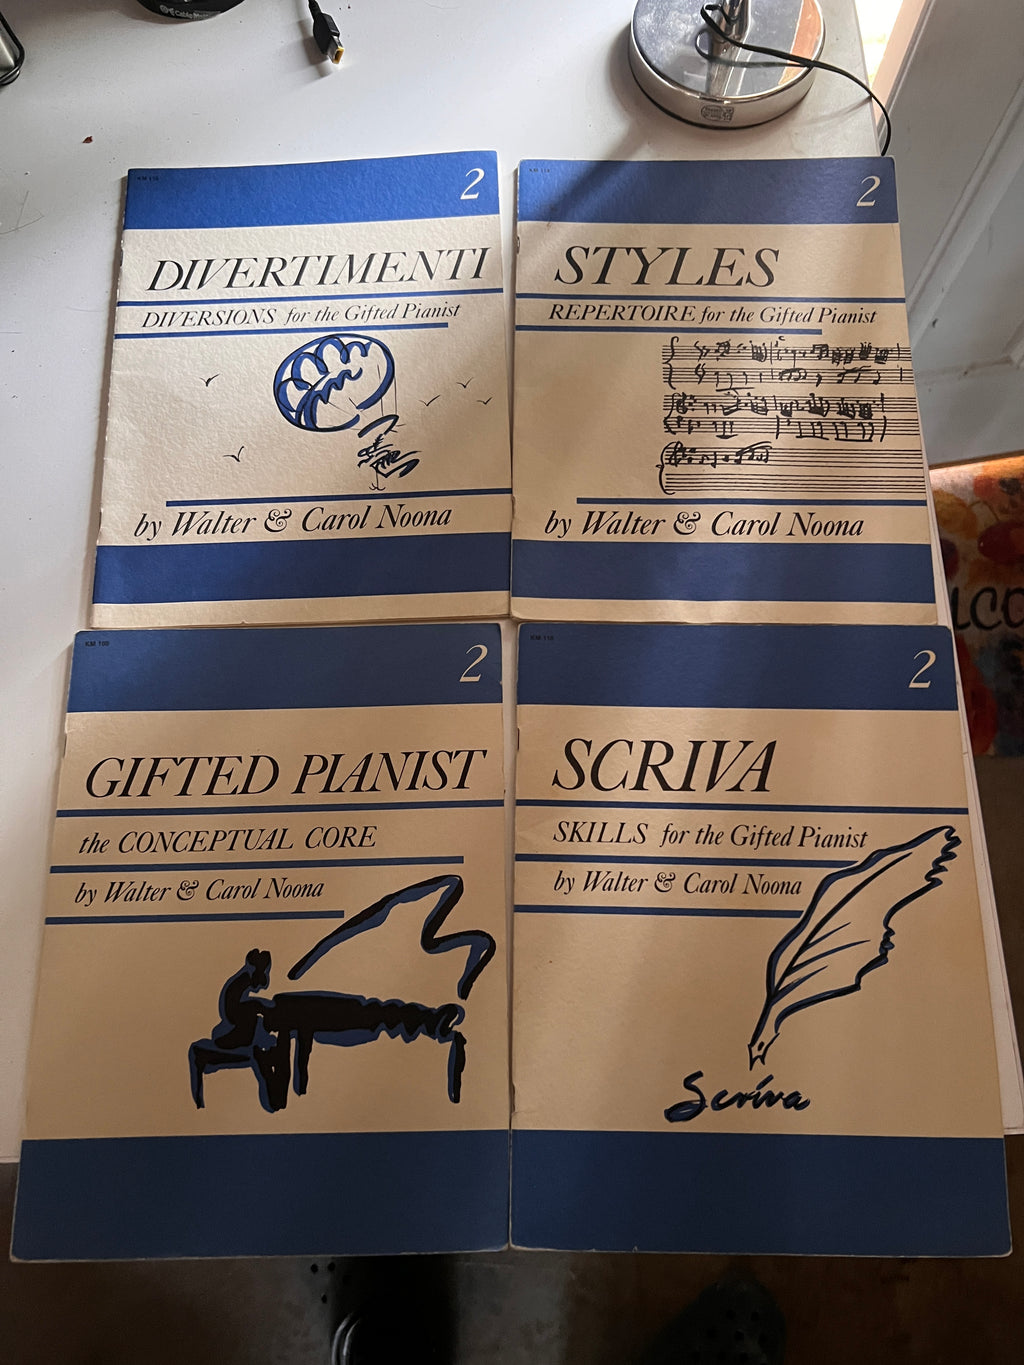 2
DIVERTIMENTI
DIVERSIONS for the Gifted Pianist
by Walter & Carol Noona
2
STYLES
REPERTOIRE for the Gifted Pianist
by Walter & Carol Noona
KM 100
2
GIFTED PIANIST
the CONCEPTUAL CORE
by Walter & Carol Noona
2
SCRIVA
SKILLS for the Gifted Pianist
by Walter & Carol Noona
Scriva